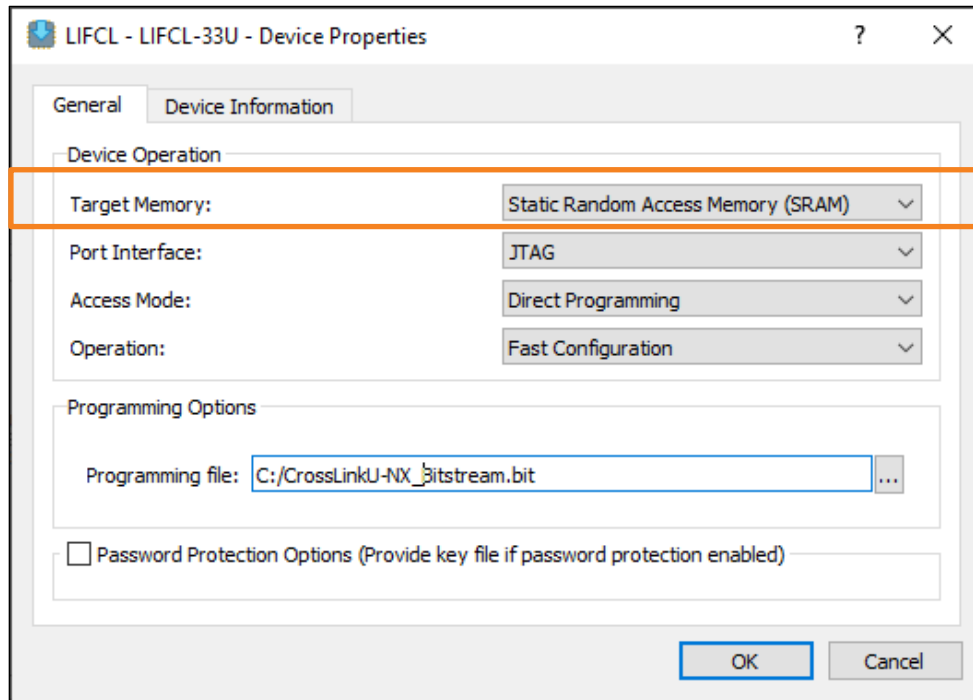 LIFCL - LIFCL-33U - Device Properties ? X
General Device Information
Device Operation
Target Memory: Static Random Access Memory (SRAM)
Port Interface: JTAG
Access Mode: Direct Programming
Operation: Fast Configuration
Programming Options
Programming file: C:/CrossLinkU-NX_Bitstream.bit ...
Password Protection Options (Provide key file if password protection enabled)
OK Cancel